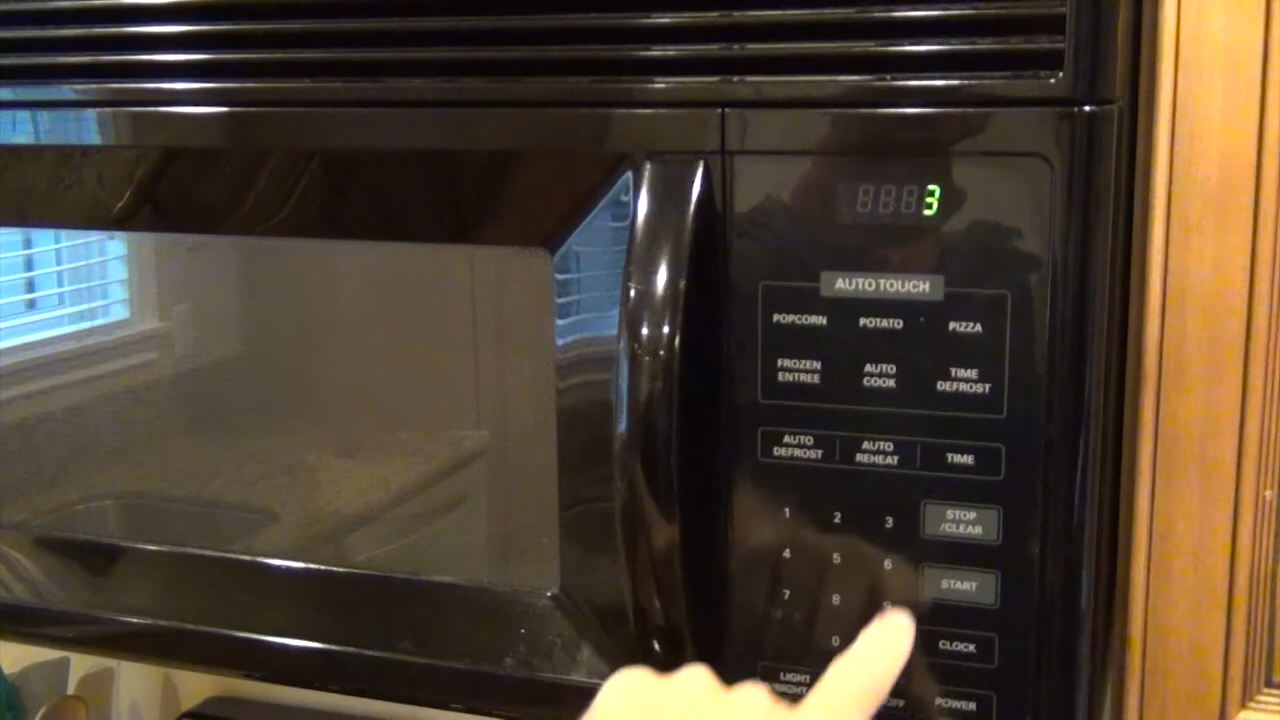 3
AUTO TOUCH
POPCORN POTATO PIZZA
FROZEN
ENTREE
AUTO
COOK
TIME
DEFROST
AUTO
DEFROST
AUTO
REHEAT
TIME
1 2 3
STOP
/CLEAR
4 5 6
START
7 8
0
CLOCK
LIGHT
POWER